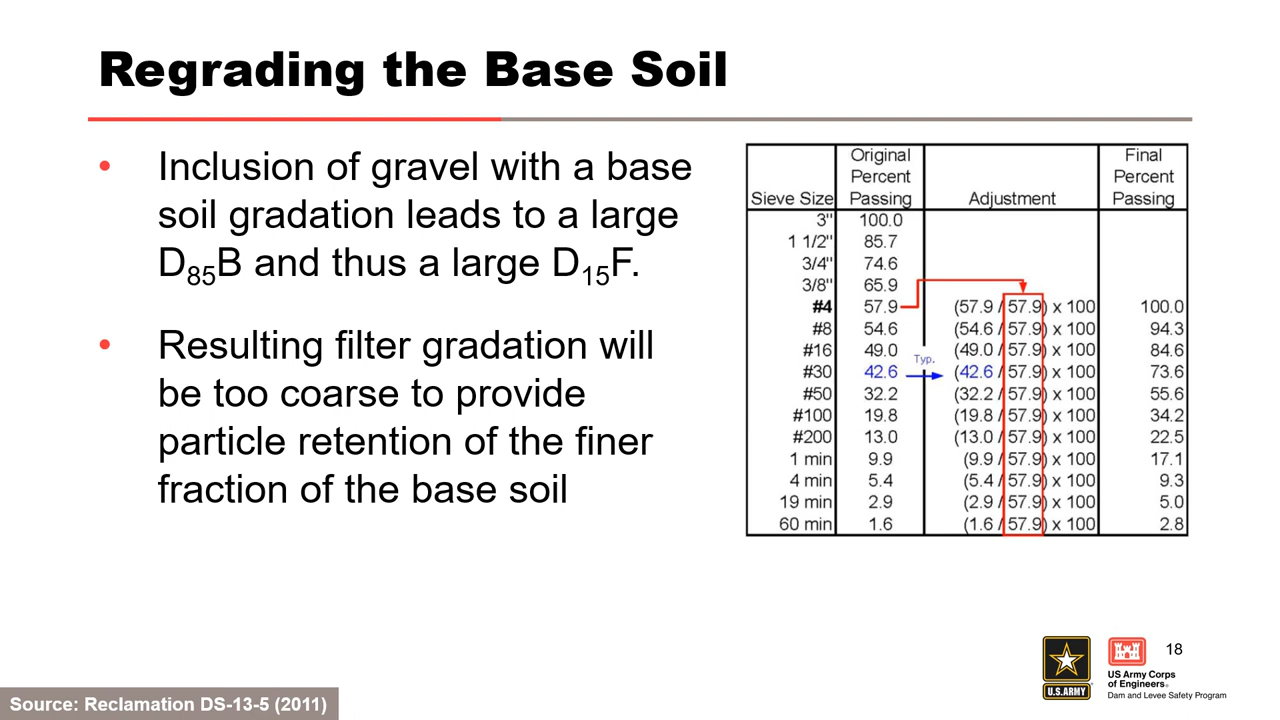 Regrading the Base Soil
• Inclusion of gravel with a base
soil gradation leads to a large
D85B and thus a large D15F.
• Resulting filter gradation will
be too coarse to provide
particle retention of the finer
fraction of the base soil
Sieve Size Original Percent Passing Adjustment Final Percent Passing
3" 100.0
1 1/2" 85.7
3/4" 74.6
3/8" 65.9
#4 57.9 (57.9 / 57.9) x 100 100.0
#8 54.6 (54.6 / 57.9) x 100 94.3
#16 49.0 (49.0 / 57.9) x 100 84.6
Typ.
#30 42.6 (42.6 / 57.9) x 100 73.6
#50 32.2 (32.2 / 57.9) x 100 55.6
#100 19.8 (19.8 / 57.9) x 100 34.2
#200 13.0 (13.0 / 57.9) x 100 22.5
1 min 9.9 (9.9 / 57.9) x 100 17.1
4 min 5.4 (5.4 / 57.9) x 100 9.3
19 min 2.9 (2.9 / 57.9) x 100 5.0
60 min 1.6 (1.6 / 57.9) x 100 2.8
18
U.S. ARMY
US Army Corps
of Engineers®
Dam and Levee Safety Program
Source: Reclamation DS-13-5 (2011)